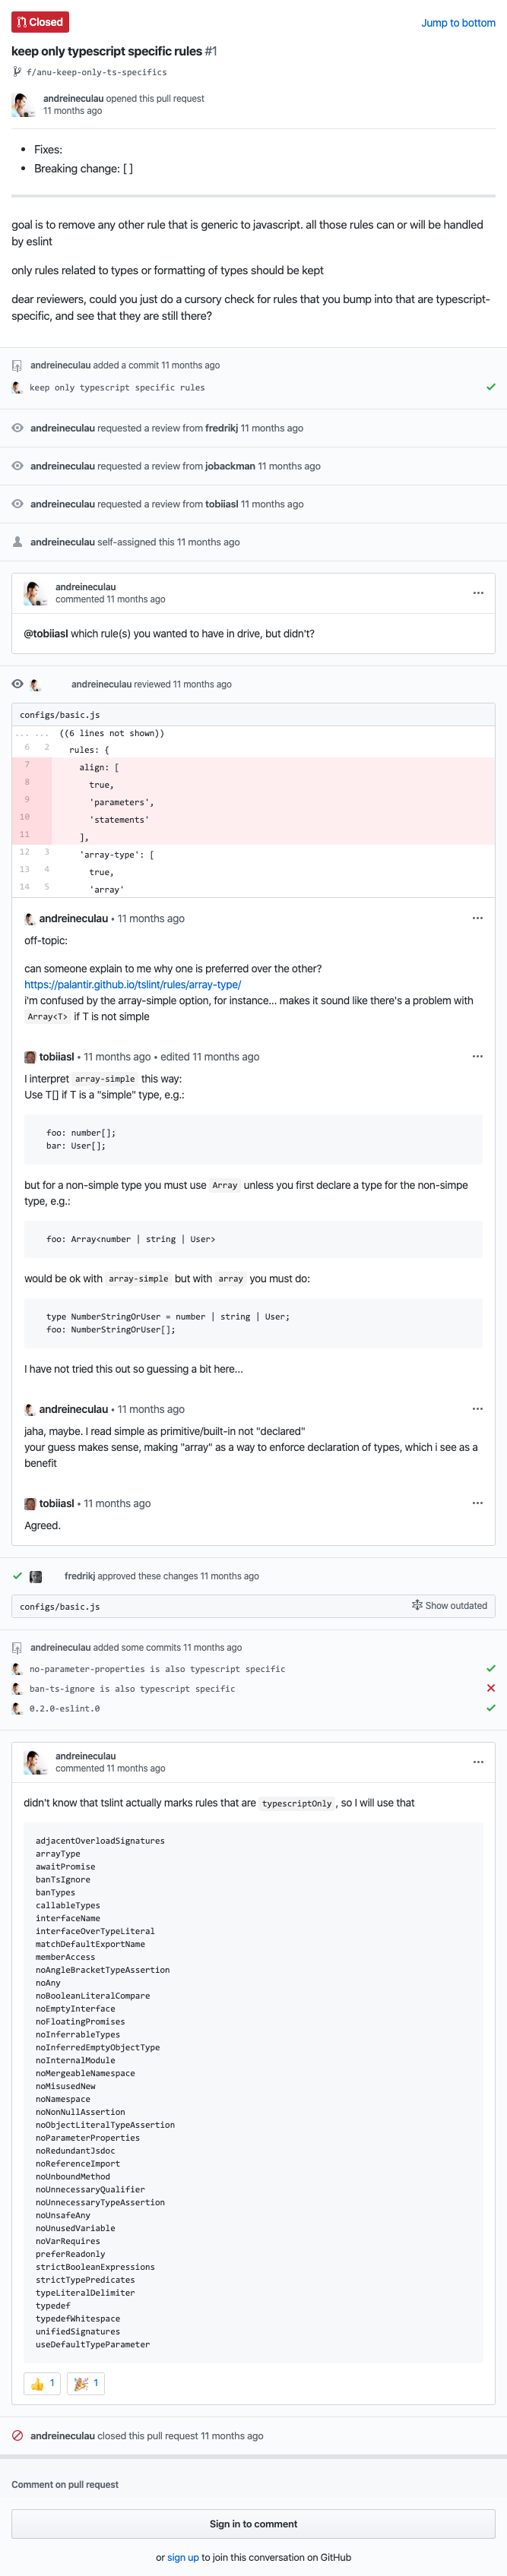 Closed
Jump to bottom
keep only typescript specific rules #1
f/anu-keep-only-ts-specifics
andreineculau opened this pull request
11 months ago
Fixes:
Breaking change: [ ]
goal is to remove any other rule that is generic to javascript. all those rules can or will be handled
by eslint
only rules related to types or formatting of types should be kept
dear reviewers, could you just do a cursory check for rules that you bump into that are typescript-
specific, and see that they are still there?
andreineculau added a commit 11 months ago
keep only typescript specific rules
andreineculau requested a review from fredrikj 11 months ago
andreineculau requested a review from jobackman 11 months ago
andreineculau requested a review from tobiiasl 11 months ago
andreineculau self-assigned this 11 months ago
andreineculau
commented 11 months ago
@tobiiasl which rule(s) you wanted to have in drive, but didn't?
andreineculau reviewed 11 months ago
configs/basic.js
... ... ((6 lines not shown))
6 2 rules: {
7 align: [
8 true,
9 'parameters',
10 'statements'
11 ],
12 3 'array-type': [
13 4 true,
14 5 'array'
andreineculau • 11 months ago
off-topic:
can someone explain to me why one is preferred over the other?
https://palantir.github.io/tslint/rules/array-type/
i'm confused by the array-simple option, for instance... makes it sound like there's a problem with
Array<T> if T is not simple
tobiiasl • 11 months ago • edited 11 months ago
I interpret array-simple this way:
Use T[] if T is a "simple" type, e.g.:
foo: number[];
bar: User[];
but for a non-simple type you must use Array unless you first declare a type for the non-simpe
type, e.g.:
foo: Array<number | string | User>
would be ok with array-simple but with array you must do:
type NumberStringOrUser = number | string | User;
foo: NumberStringOrUser[];
I have not tried this out so guessing a bit here...
andreineculau • 11 months ago
jaha, maybe. I read simple as primitive/built-in not "declared"
your guess makes sense, making "array" as a way to enforce declaration of types, which i see as a
benefit
tobiiasl • 11 months ago
Agreed.
fredrikj approved these changes 11 months ago
configs/basic.js Show outdated
andreineculau added some commits 11 months ago
no-parameter-properties is also typescript specific
ban-ts-ignore is also typescript specific
0.2.0-eslint.0
andreineculau
commented 11 months ago
didn't know that tslint actually marks rules that are typescriptOnly , so I will use that
adjacentOverloadSignatures
arrayType
awaitPromise
banTsIgnore
banTypes
callableTypes
interfaceName
interfaceOverTypeLiteral
matchDefaultExportName
memberAccess
noAngleBracketTypeAssertion
noAny
noBooleanLiteralCompare
noEmptyInterface
noFloatingPromises
noInferrableTypes
noInferredEmptyObjectType
noInternalModule
noMergeableNamespace
noMisusedNew
noNamespace
noNonNullAssertion
noObjectLiteralTypeAssertion
noParameterProperties
noRedundantJsdoc
noReferenceImport
noUnboundMethod
noUnnecessaryQualifier
noUnnecessaryTypeAssertion
noUnsafeAny
noUnusedVariable
noVarRequires
preferReadonly
strictBooleanExpressions
strictTypePredicates
typeLiteralDelimiter
typedef
typedefWhitespace
unifiedSignatures
useDefaultTypeParameter
👍 1 🎉 1
andreineculau closed this pull request 11 months ago
Comment on pull request
Sign in to comment
or sign up to join this conversation on GitHub